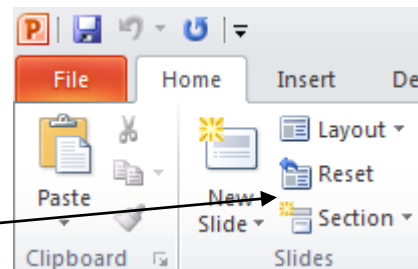 P
File Home Insert De
Paste
New Slide
Layout
Reset
Section
Clipboard Slides